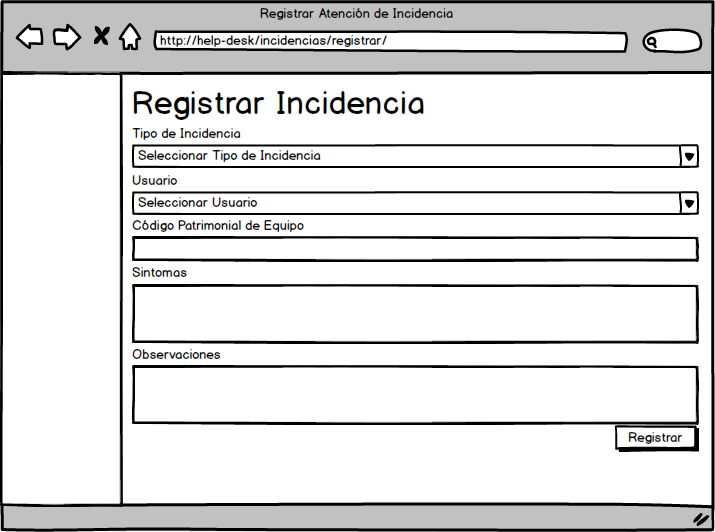 Registrar Atención de Incidencia
http://help-desk/incidencias/registrar/
Registrar Incidencia
Tipo de Incidencia
Seleccionar Tipo de Incidencia
Usuario
Seleccionar Usuario
Código Patrimonial de Equipo
Sintomas
Observaciones
Registrar